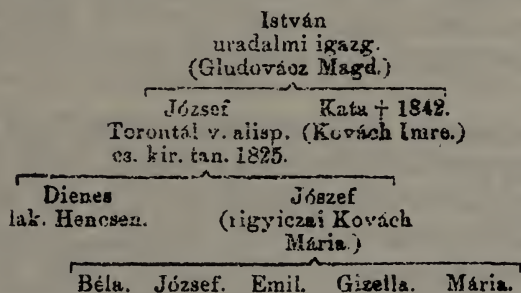 István
uradalmi igazg.
(Gludovácz Magd.)
József Kata † 1842.
Torontál v. alisp. (Kovách Imre.)
cs. kir. tan. 1825.
Dienes József
lak. Hencsen. (rigyiczai Kovách
Mária.)
Béla. József. Emil. Gizella. Mária.